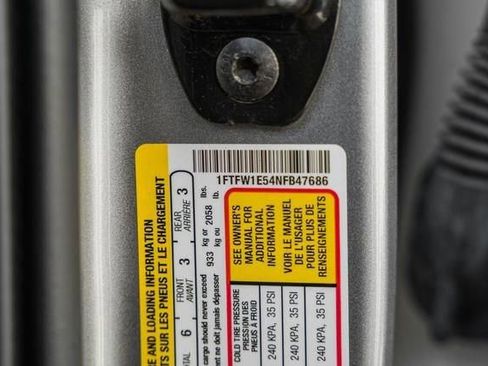 1FTFW1E54NFB47686
E AND LOADING INFORMATION
TS SUR LES PNEUS ET LE CHARGEMENT
TOTAL 6 FRONT 3 REAR 3
AVANT ARRIÈRE
cargo should never exceed 933 kg or 2058 lbs.
ent ne doit jamais dépasser kg ou lb.
SEE OWNER'S
MANUAL FOR
ADDITIONAL
INFORMATION
VOIR LE MANUEL
DE L'USAGER
POUR PLUS DE
RENSEIGNEMENTS
COLD TIRE PRESSURE
PRESSION DES
PNEUS À FROID
240 KPA, 35 PSI
240 KPA, 35 PSI
240 KPA, 35 PSI